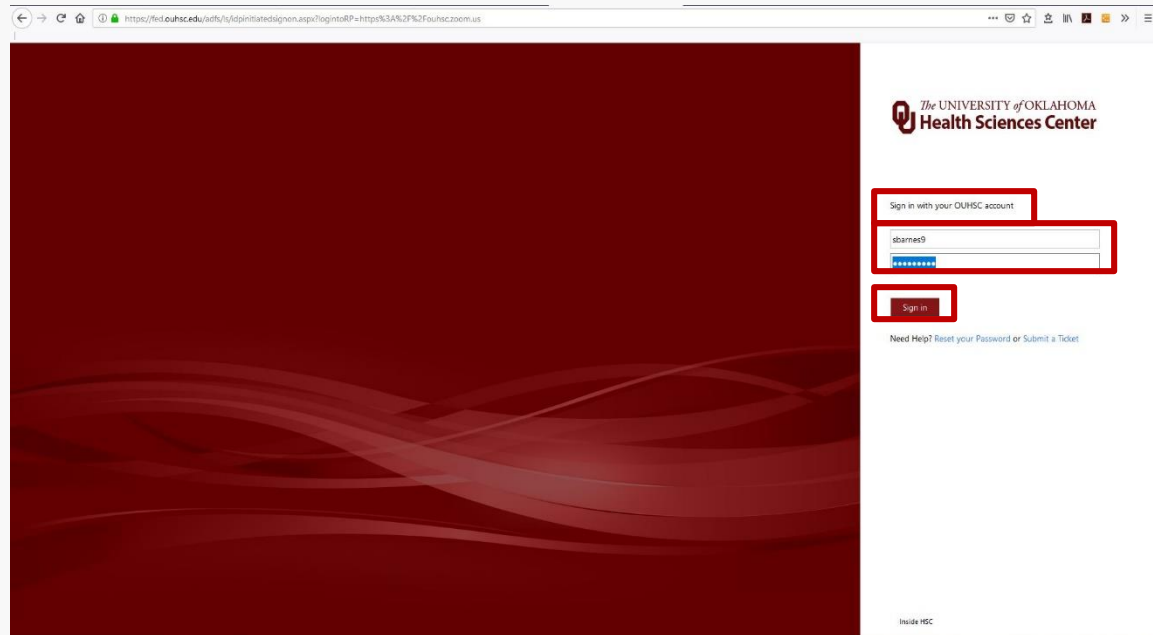 https://fed.ouhsc.edu/adfs/ls/idpinitiatedsignon.aspx?logintoRP=https%3A%2F%2Fouhsc.zoom.us
The UNIVERSITY of OKLAHOMA
Health Sciences Center
Sign in with your OUHSC account
sbarnes9
•••••••••
Sign in
Need Help? Reset your Password or Submit a Ticket
Inside HSC